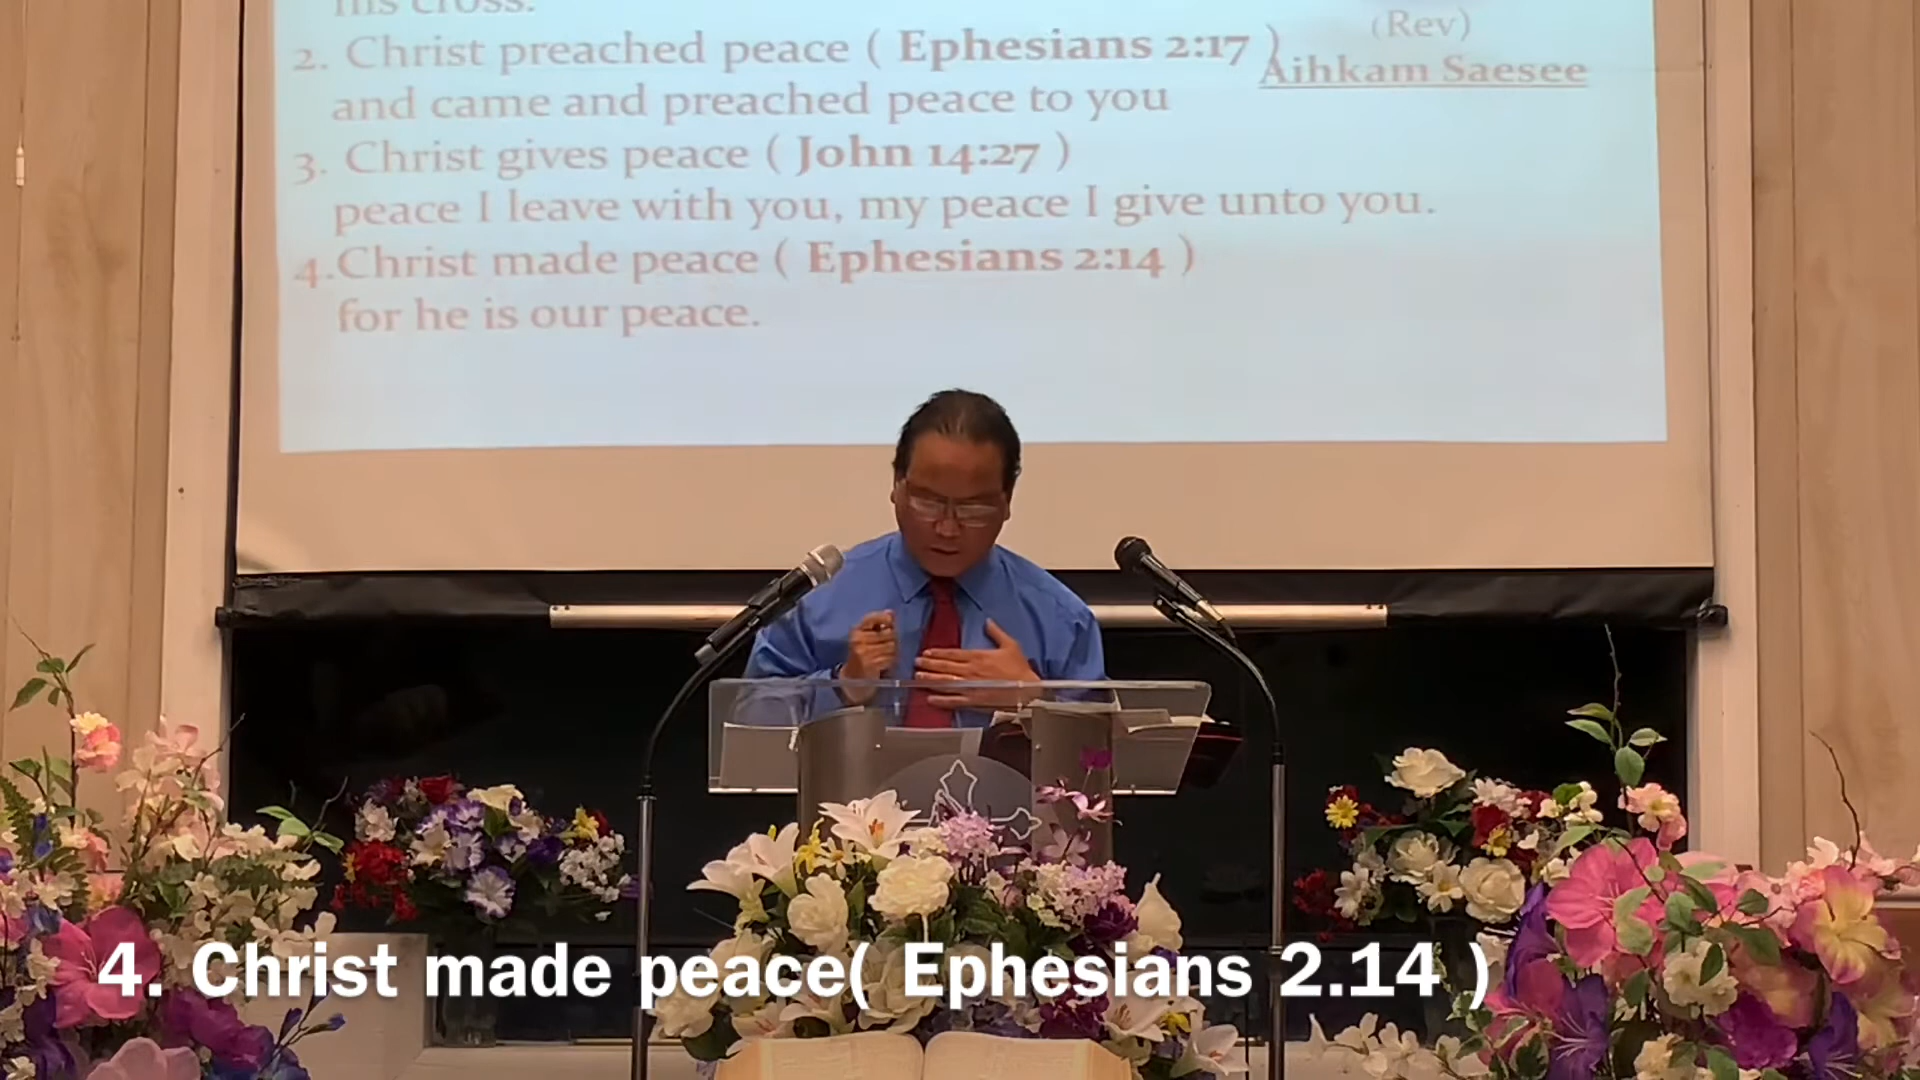 his cross.
2. Christ preached peace ( Ephesians 2:17 )
and came and preached peace to you
3. Christ gives peace ( John 14:27 )
peace I leave with you, my peace I give unto you.
4.Christ made peace ( Ephesians 2:14 )
for he is our peace.
(Rev)
Aihkam Saesee
4. Christ made peace( Ephesians 2.14 )